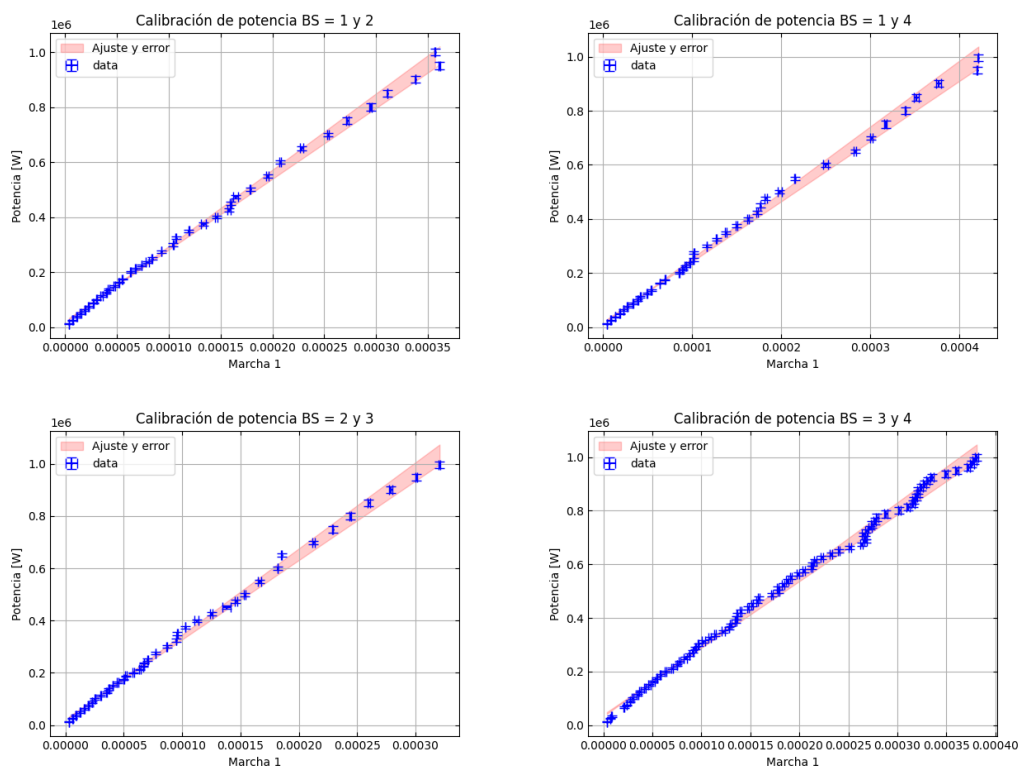 Calibración de potencia BS = 1 y 2
1e6
Ajuste y error
data
Potencia [W]
1.0
0.8
0.6
0.4
0.2
0.0
0.00000 0.00005 0.00010 0.00015 0.00020 0.00025 0.00030 0.00035
Marcha 1
Calibración de potencia BS = 1 y 4
1e6
Ajuste y error
data
Potencia [W]
1.0
0.8
0.6
0.4
0.2
0.0
0.0000 0.0001 0.0002 0.0003 0.0004
Marcha 1
Calibración de potencia BS = 2 y 3
1e6
Ajuste y error
data
Potencia [W]
1.0
0.8
0.6
0.4
0.2
0.0
0.00000 0.00005 0.00010 0.00015 0.00020 0.00025 0.00030
Marcha 1
Calibración de potencia BS = 3 y 4
1e6
Ajuste y error
data
Potencia [W]
1.0
0.8
0.6
0.4
0.2
0.0
0.00000 0.00005 0.00010 0.00015 0.00020 0.00025 0.00030 0.00035 0.00040
Marcha 1